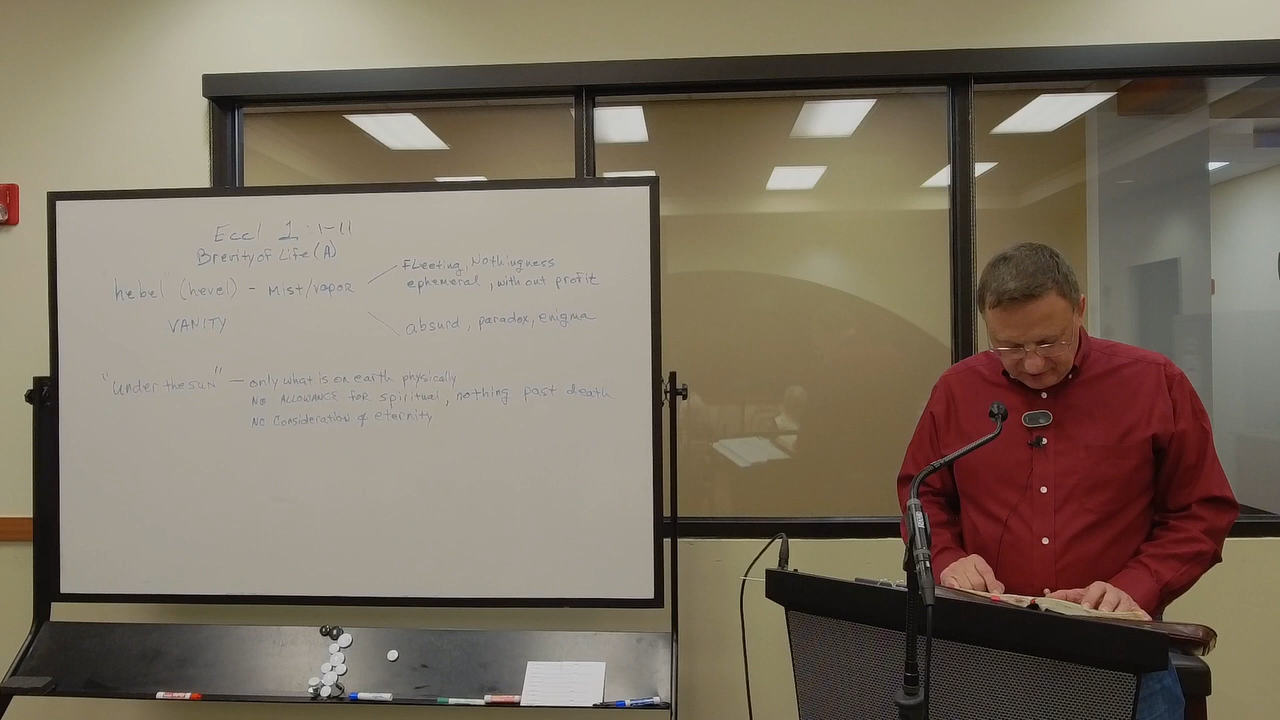 Eccl 1:1-11
Brevity of Life (A)
hebel (hevel) - Mist/vapor
Fleeting, Nothingness
ephemeral, without profit
VANITY
absurd, paradox, enigma
"under the sun" — only what is on earth physically
NO ALLOWANCE FOR spiritual, nothing past death
NO Consideration of eternity